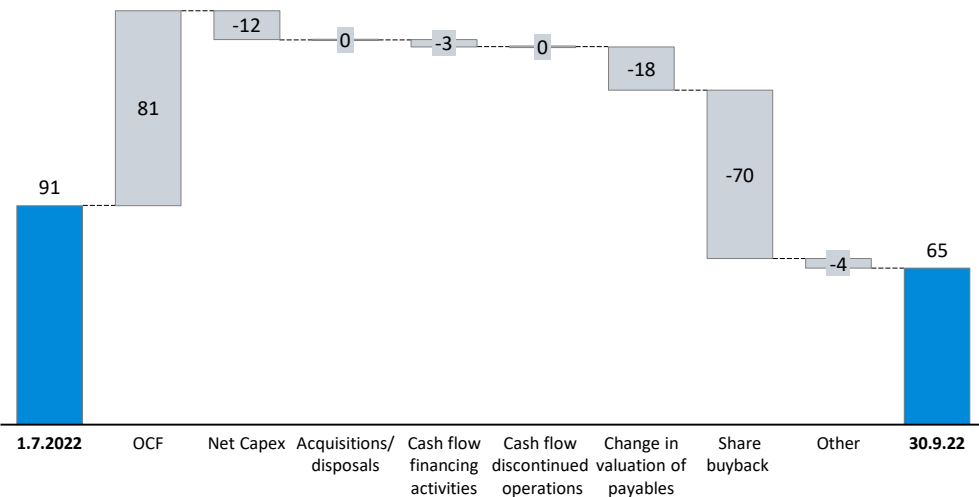 -12
0
-3
0
-18
81
-70
91
65
-4
1.7.2022
OCF
Net Capex
Acquisitions/
disposals
Cash flow
financing
activities
Cash flow
discontinued
operations
Change in
valuation of
payables
Share
buyback
Other
30.9.22